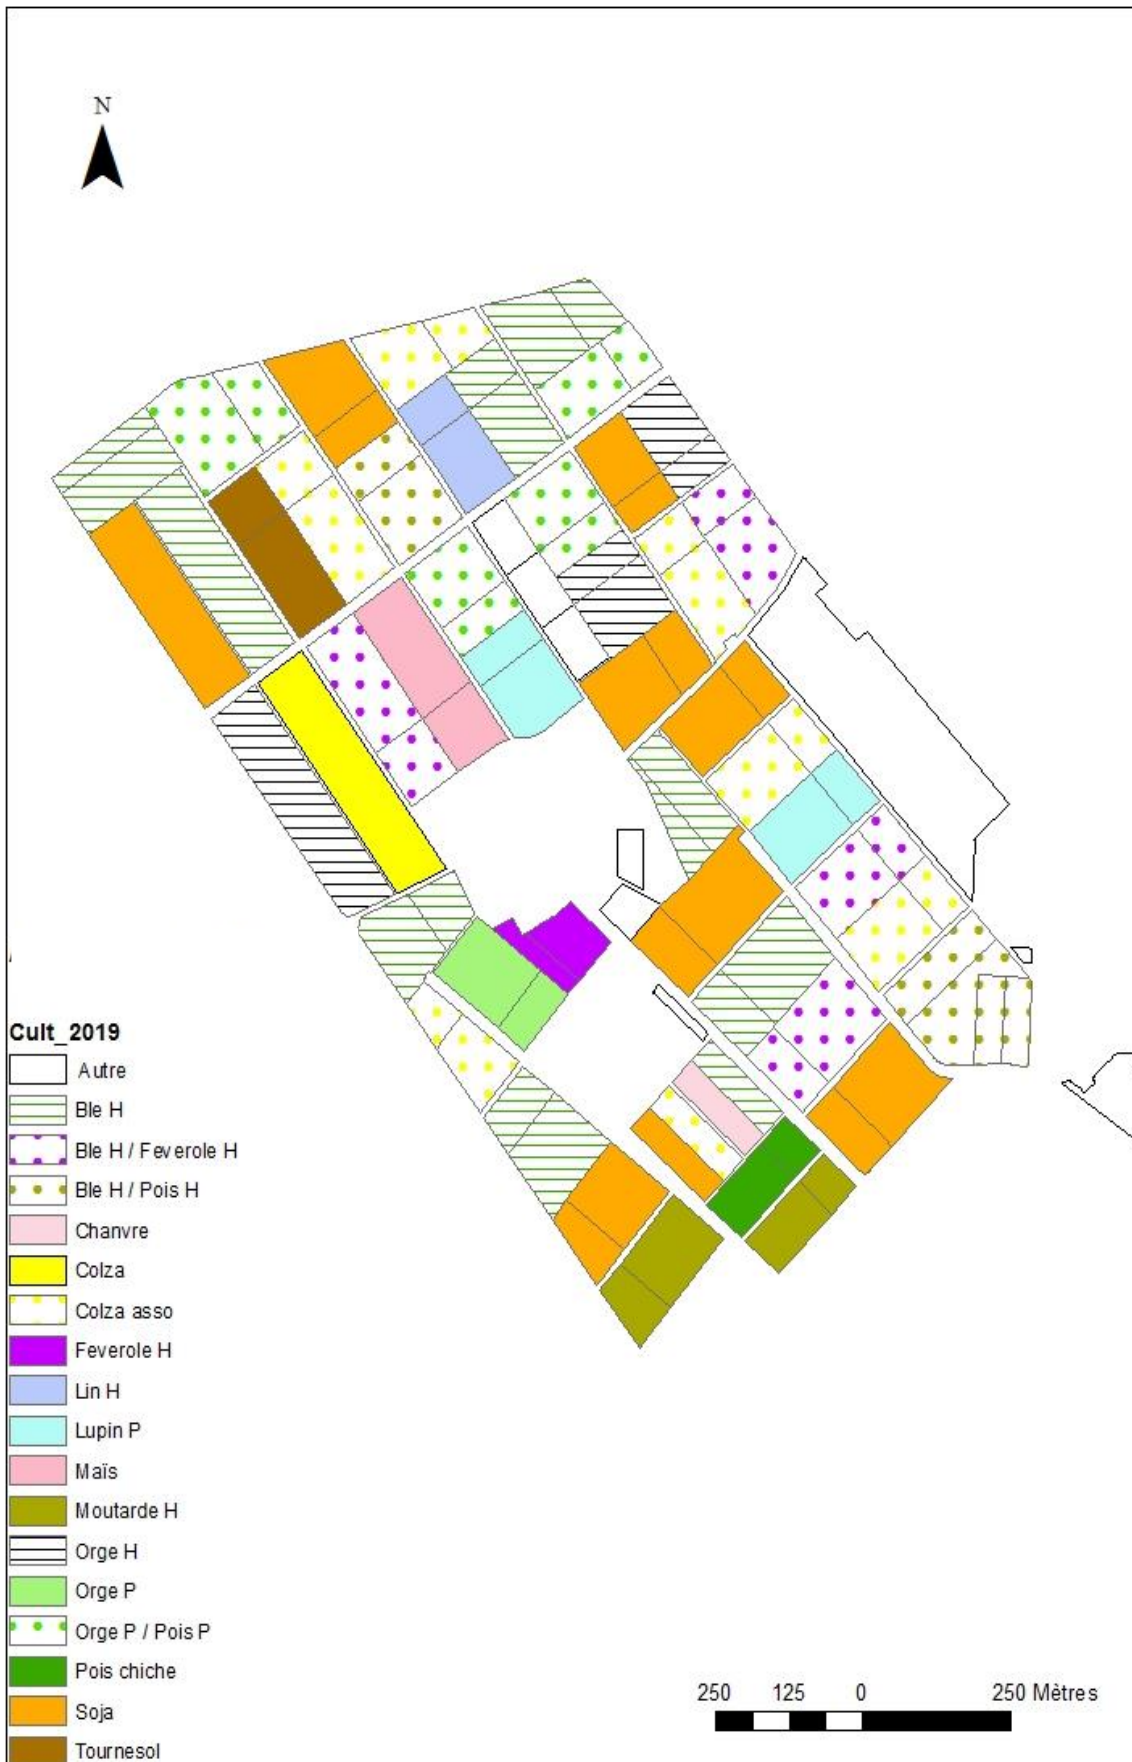 N
Cult_2019
Autre
Ble H
Ble H / Feverole H
Ble H / Pois H
Chanvre
Colza
Colza asso
Feverole H
Lin H
Lupin P
Maïs
Moutarde H
Orge H
Orge P
Orge P / Pois P
Pois chiche
Soja
Tournesol
250 125 0 250 Mètres